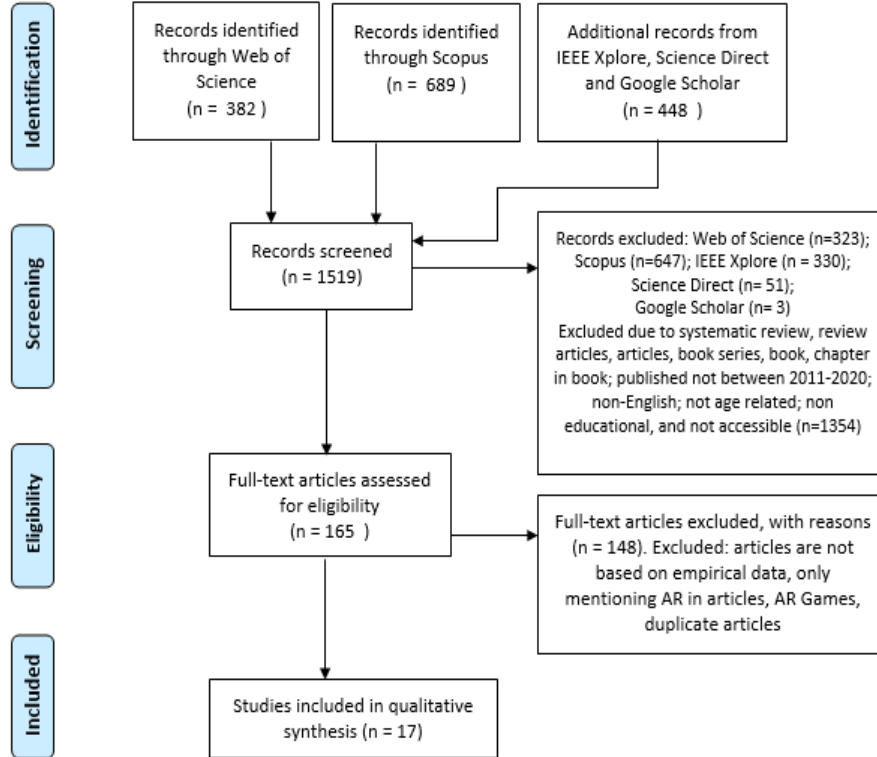 Identification
Records identified
through Web of
Science
(n = 382 )
Records identified
through Scopus
(n = 689 )
Additional records from
IEEE Xplore, Science Direct
and Google Scholar
(n = 448 )
Screening
Records screened
(n = 1519)
Records excluded: Web of Science (n=323);
Scopus (n=647); IEEE Xplore (n = 330);
Science Direct (n= 51);
Google Scholar (n= 3)
Excluded due to systematic review, review
articles, articles, book series, book, chapter
in book; published not between 2011-2020;
non-English; not age related; non
educational, and not accessible (n=1354)
Eligibility
Full-text articles assessed
for eligibility
(n = 165 )
Full-text articles excluded, with reasons
(n = 148). Excluded: articles are not
based on empirical data, only
mentioning AR in articles, AR Games,
duplicate articles
Included
Studies included in qualitative
synthesis (n = 17)